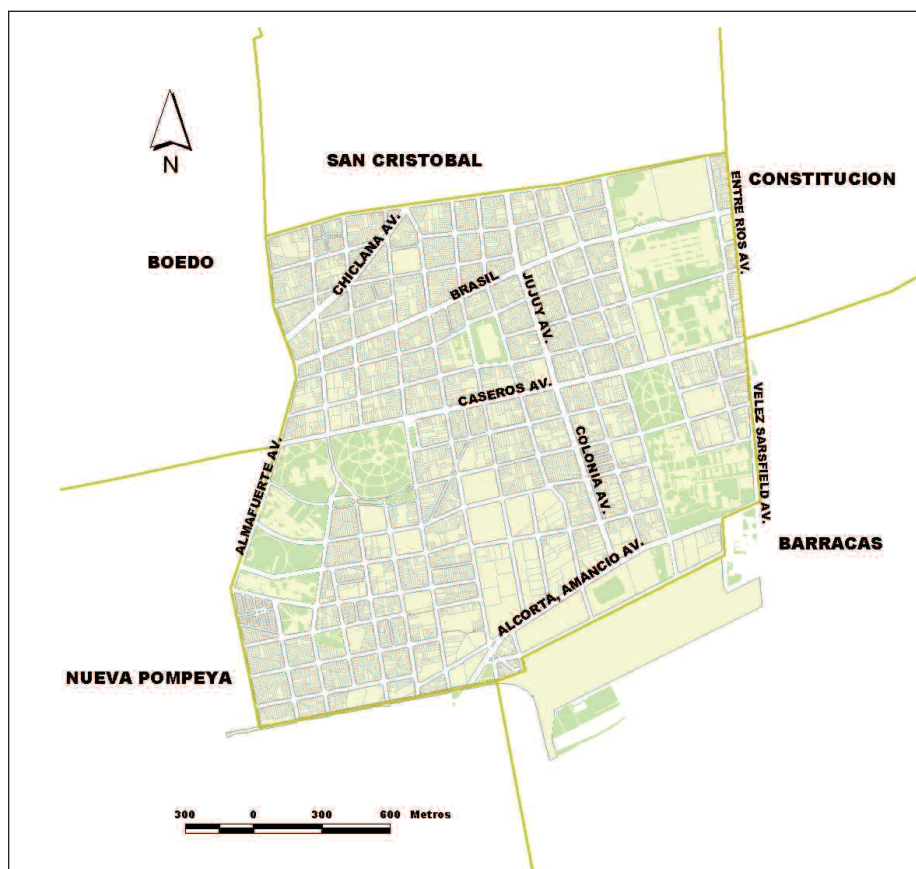 SAN CRISTOBAL
CONSTITUCION
ENTRE RIOS AV.
BOEDO
CHICLANA AV.
BRASIL
JUJUY AV.
CASEROS AV.
VELEZ SARSFIELD AV.
COLONIA AV.
ALMAFUERTE AV.
BARRACAS
ALCORTA, AMANCIO AV.
NUEVA POMPEYA
N
300 0 300 600 Metros